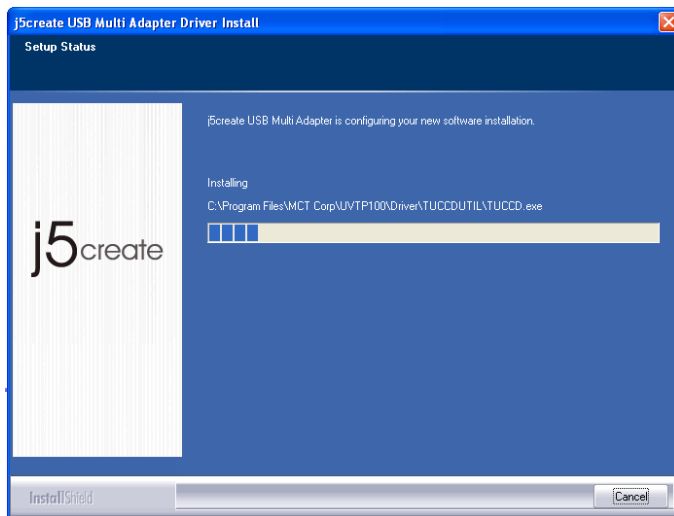 j5create USB Multi Adapter Driver Install
Setup Status
j5create USB Multi Adapter is configuring your new software installation.
Installing
C:\Program Files\MCT Corp\UVTP100\Driver\TUCCDUTIL\TUCCD.exe
j5create
InstallShield
Cancel